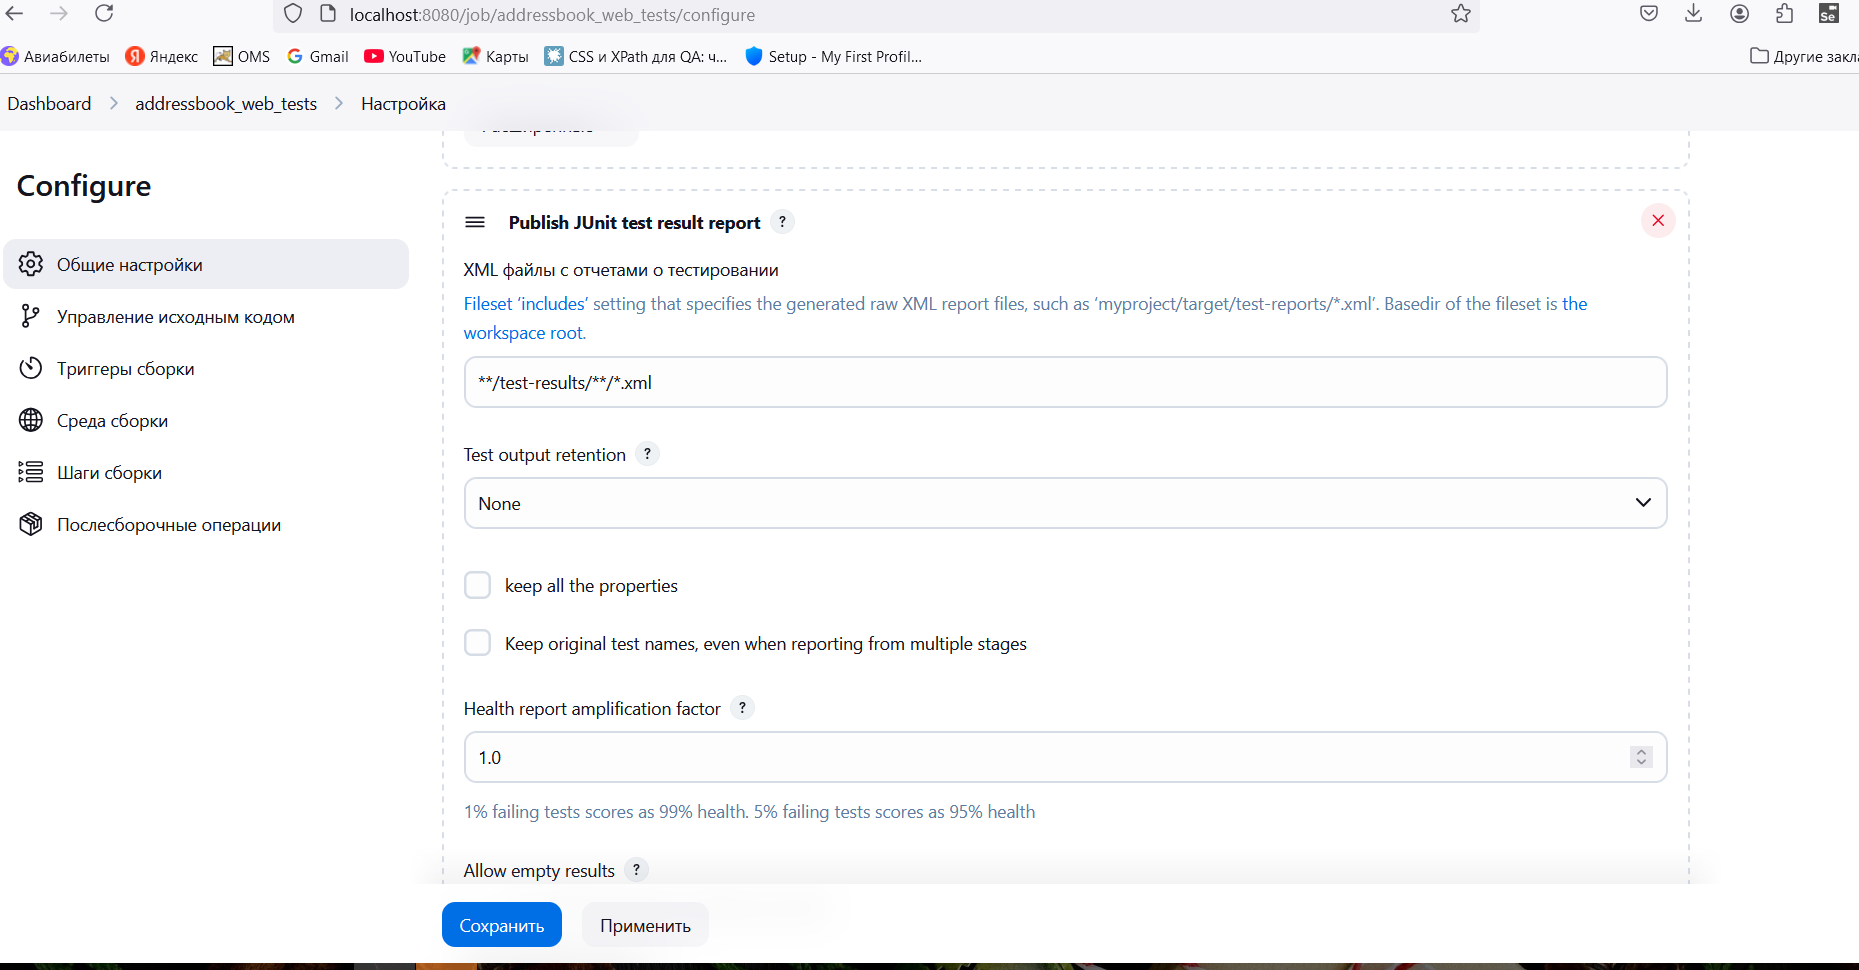 localhost:8080/job/addressbook_web_tests/configure
Авиабилеты Яндекс OMS Gmail YouTube Карты CSS и XPath для QA: ч... Setup - My First Profil... Другие закла
Dashboard addressbook_web_tests Настройка
Configure
Общие настройки
Управление исходным кодом
Триггеры сборки
Среда сборки
Шаги сборки
Послесборочные операции
Publish JUnit test result report ?
XML файлы с отчетами о тестировании
Fileset ‘includes’ setting that specifies the generated raw XML report files, such as ‘myproject/target/test-reports/*.xml’. Basedir of the fileset is the
workspace root.
**/test-results/**/*.xml
Test output retention ?
None
keep all the properties
Keep original test names, even when reporting from multiple stages
Health report amplification factor ?
1.0
1% failing tests scores as 99% health. 5% failing tests scores as 95% health
Allow empty results ?
Сохранить Применить